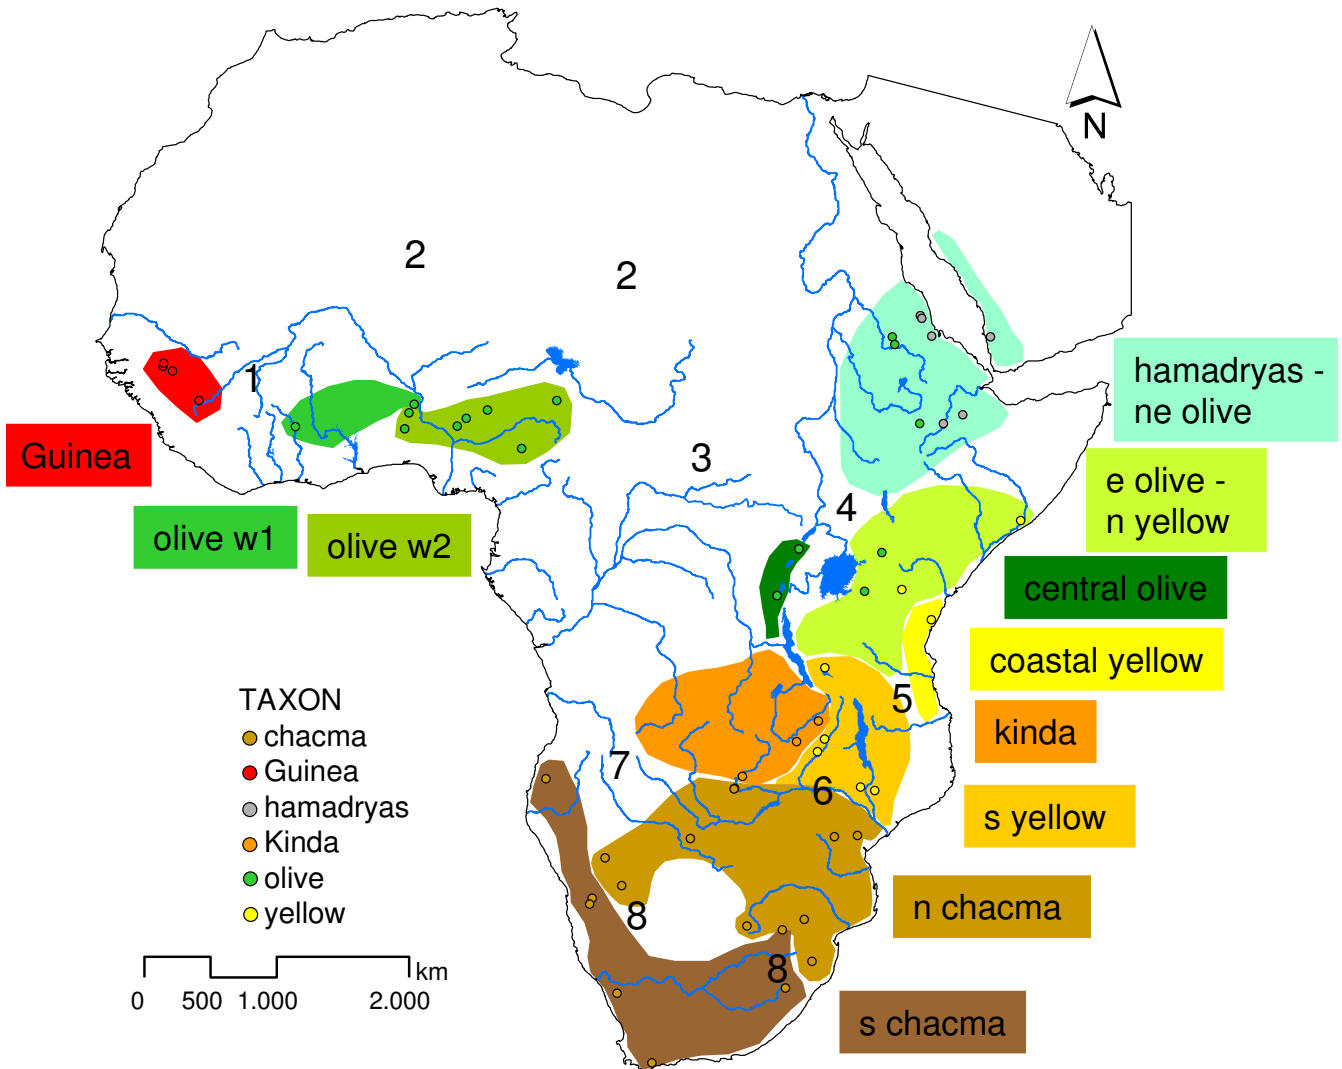 N
2
2
1
hamadryas -
ne olive
Guinea
3
e olive -
n yellow
4
olive w1
olive w2
central olive
coastal yellow
5
TAXON
chacma
Guinea
hamadryas
Kinda
olive
yellow
kinda
7
6
s yellow
8
n chacma
8
km
0 500 1.000 2.000
s chacma